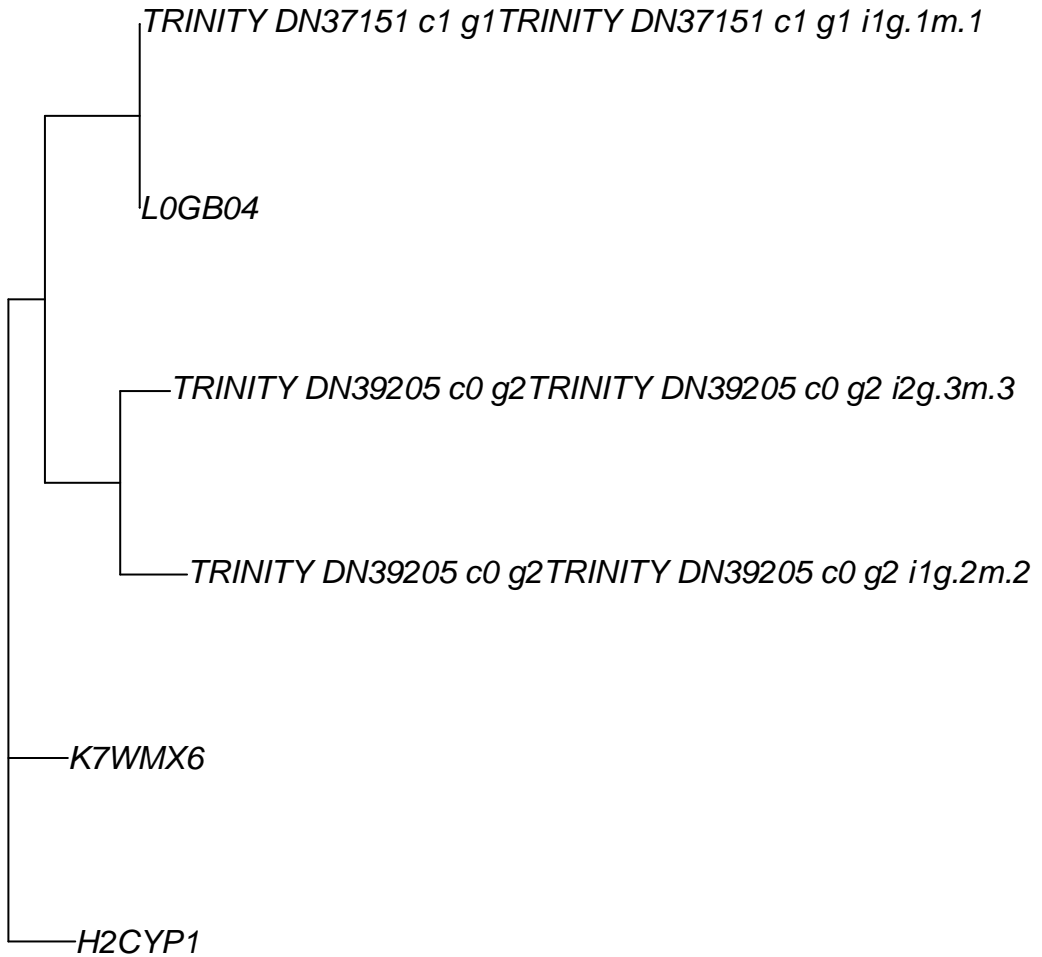 TRINITY DN37151 c1 g1TRINITY DN37151 c1 g1 i1g.1m.1
L0GB04
TRINITY DN39205 c0 g2TRINITY DN39205 c0 g2 i2g.3m.3
TRINITY DN39205 c0 g2TRINITY DN39205 c0 g2 i1g.2m.2
K7WMX6
H2CYP1